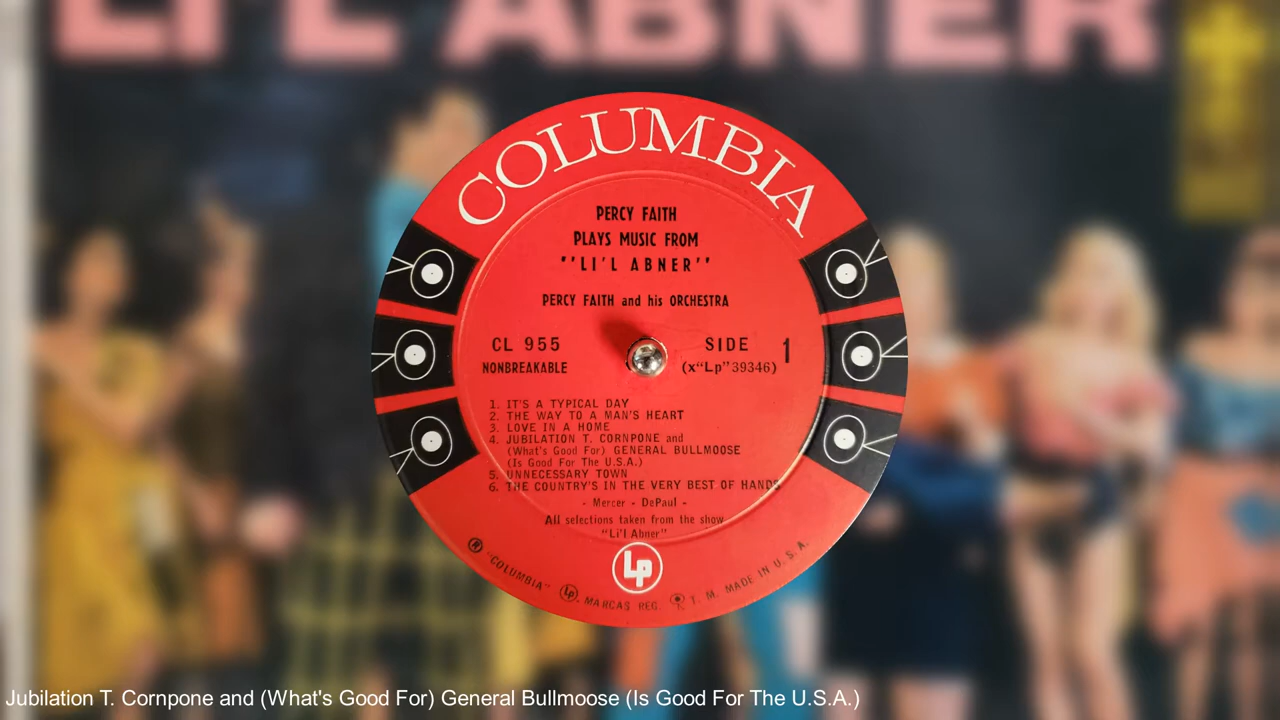 LI'L ABNER
COLUMBIA
PERCY FAITH
PLAYS MUSIC FROM
"LI'L ABNER"
PERCY FAITH and his ORCHESTRA
CL 955
NONBREAKABLE
SIDE 1
(x"Lp"39346)
1. IT'S A TYPICAL DAY
2. THE WAY TO A MAN'S HEART
3. LOVE IN A HOME
4. JUBILATION T. CORNPONE and
(What's Good For) GENERAL BULLMOOSE
(Is Good For The U.S.A.)
5. UNNECESSARY TOWN
6. THE COUNTRY'S IN THE VERY BEST OF HANDS
- Mercer - DePaul -
All selections taken from the show
"Li'l Abner"
Lp
® "COLUMBIA" Lp, MARCAS REG. T. M. MADE IN U.S.A.
Jubilation T. Cornpone and (What's Good For) General Bullmoose (Is Good For The U.S.A.)